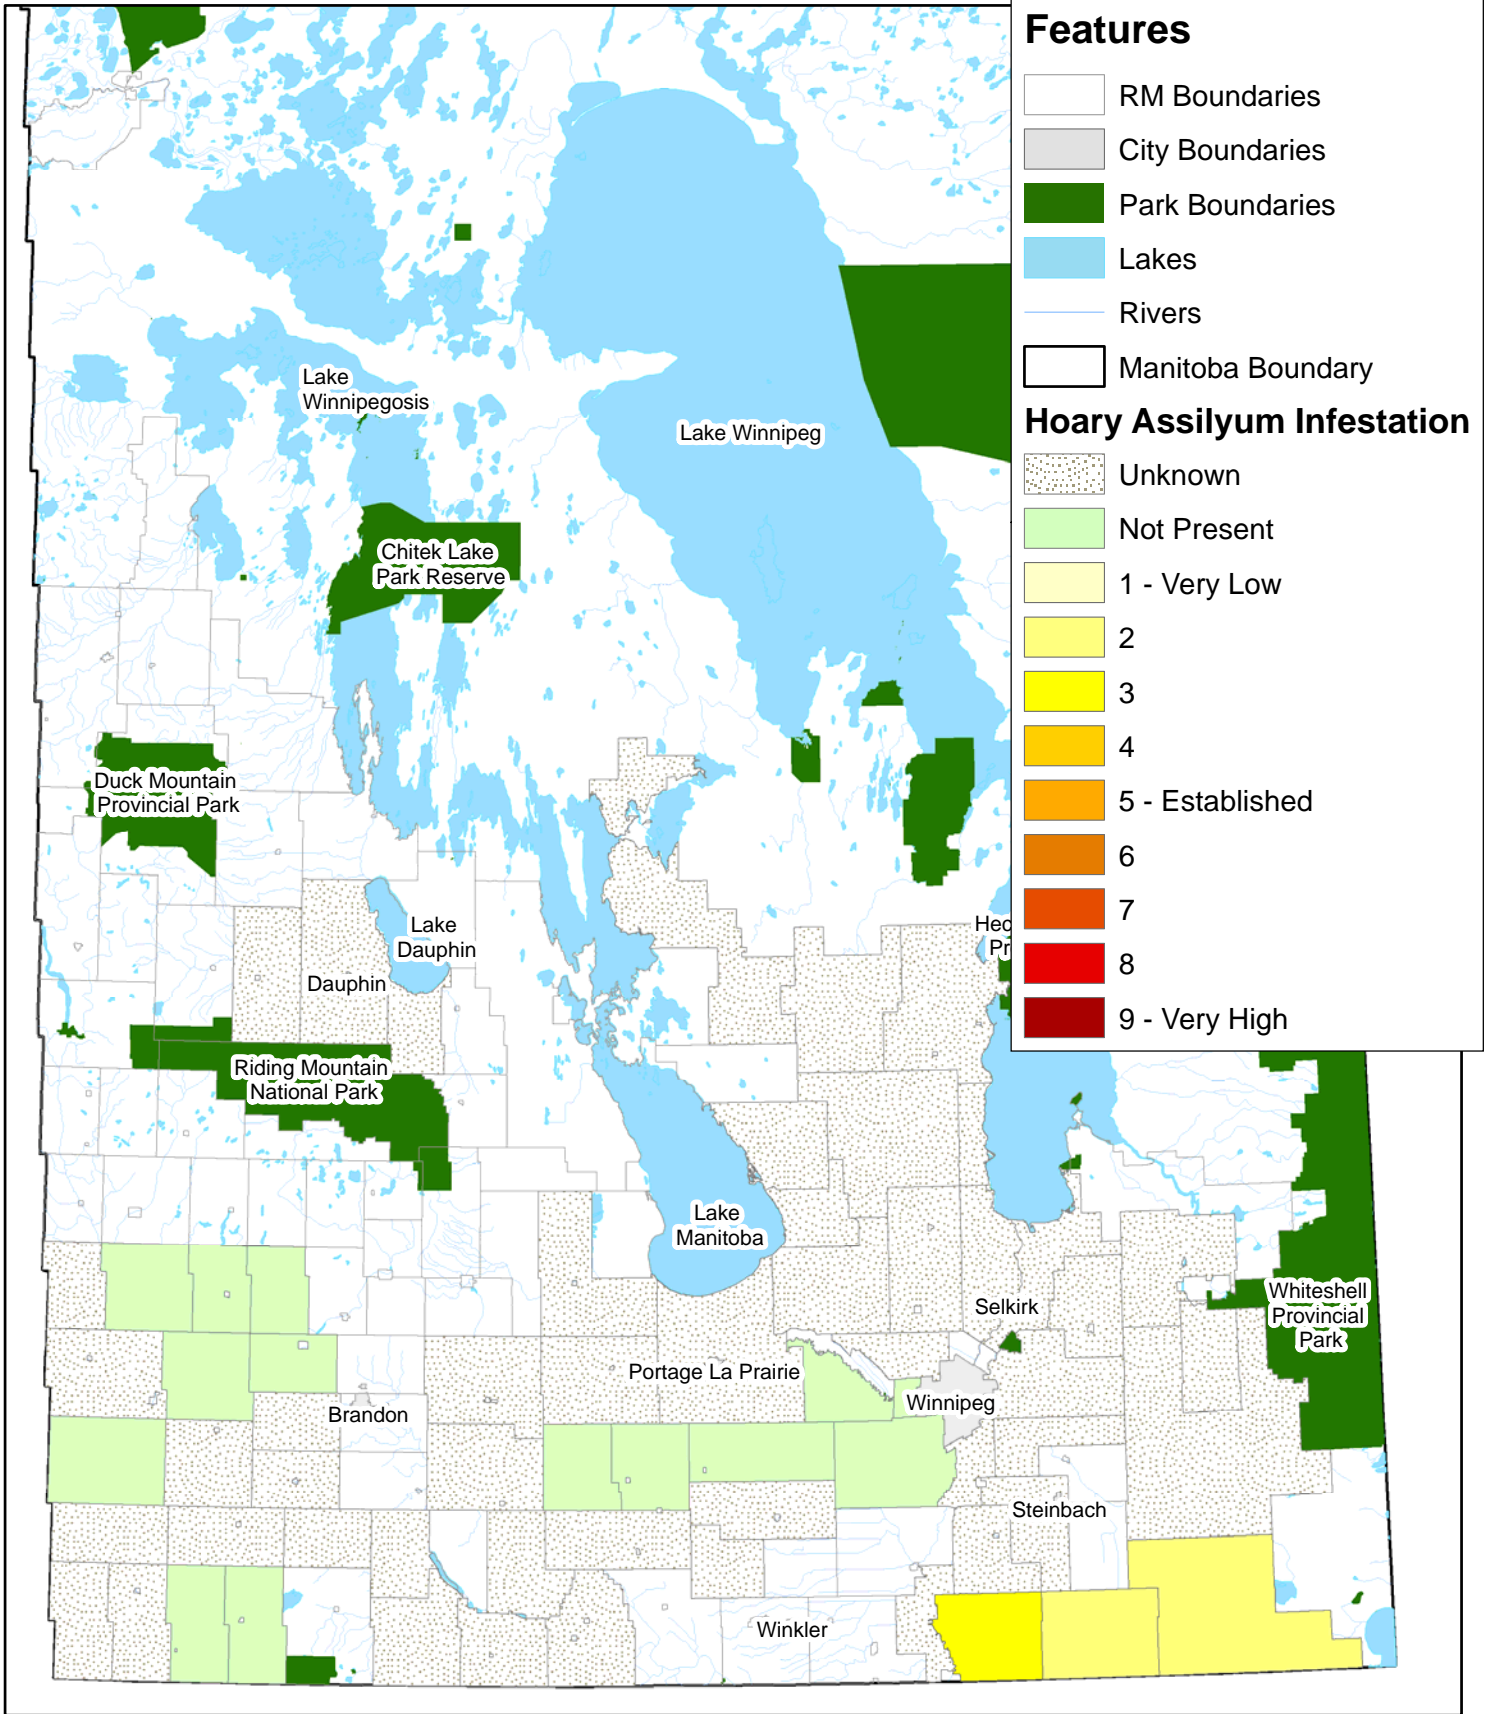 Features
RM Boundaries
City Boundaries
Park Boundaries
Lakes
Rivers
Manitoba Boundary
Hoary Assilyum Infestation
Unknown
Not Present
1 - Very Low
2
3
4
5 - Established
6
7
8
9 - Very High
Lake
Winnipegosis
Lake Winnipeg
Chitek Lake
Park Reserve
Duck Mountain
Provincial Park
Lake
Dauphin
Dauphin
Hec
Pr
Riding Mountain
National Park
Lake
Manitoba
Selkirk
Whiteshell
Provincial
Park
Portage La Prairie
Winnipeg
Brandon
Steinbach
Winkler